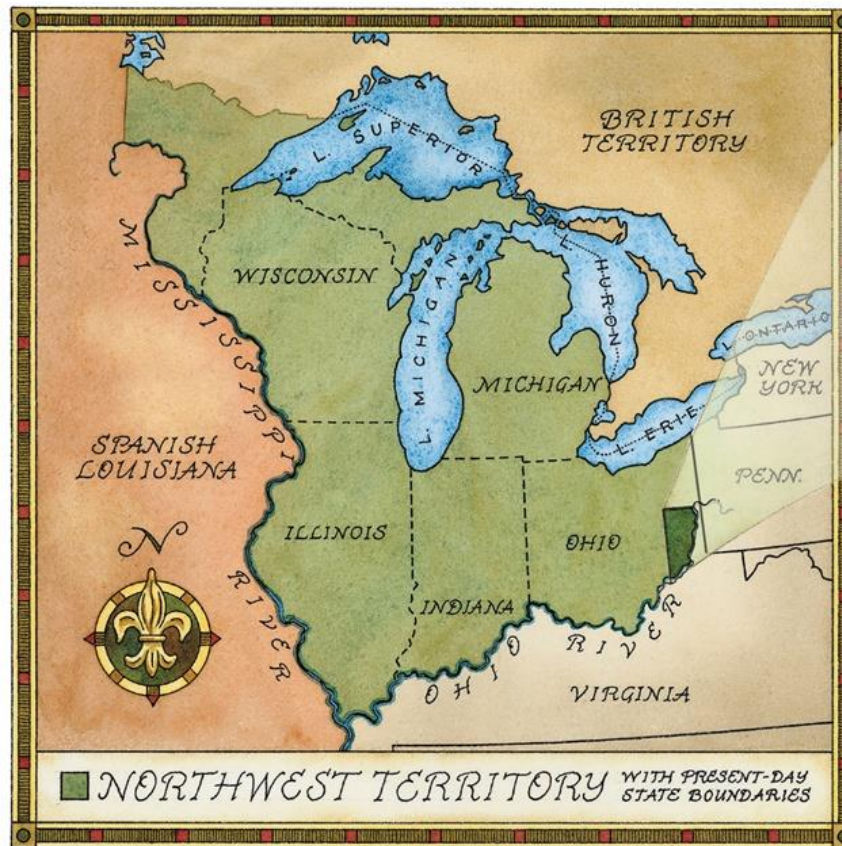 BRITISH
TERRITORY
L. SUPERIOR
L. HURON
L. MICHIGAN
L. ONTARIO
L. ERIE
WISCONSIN
MICHIGAN
NEW
YORK
PENN.
MISSISSIPPI
RIVER
SPANISH
LOUISIANA
N
ILLINOIS
INDIANA
OHIO
OHIO RIVER
VIRGINIA
NORTHWEST TERRITORY WITH PRESENT-DAY
STATE BOUNDARIES